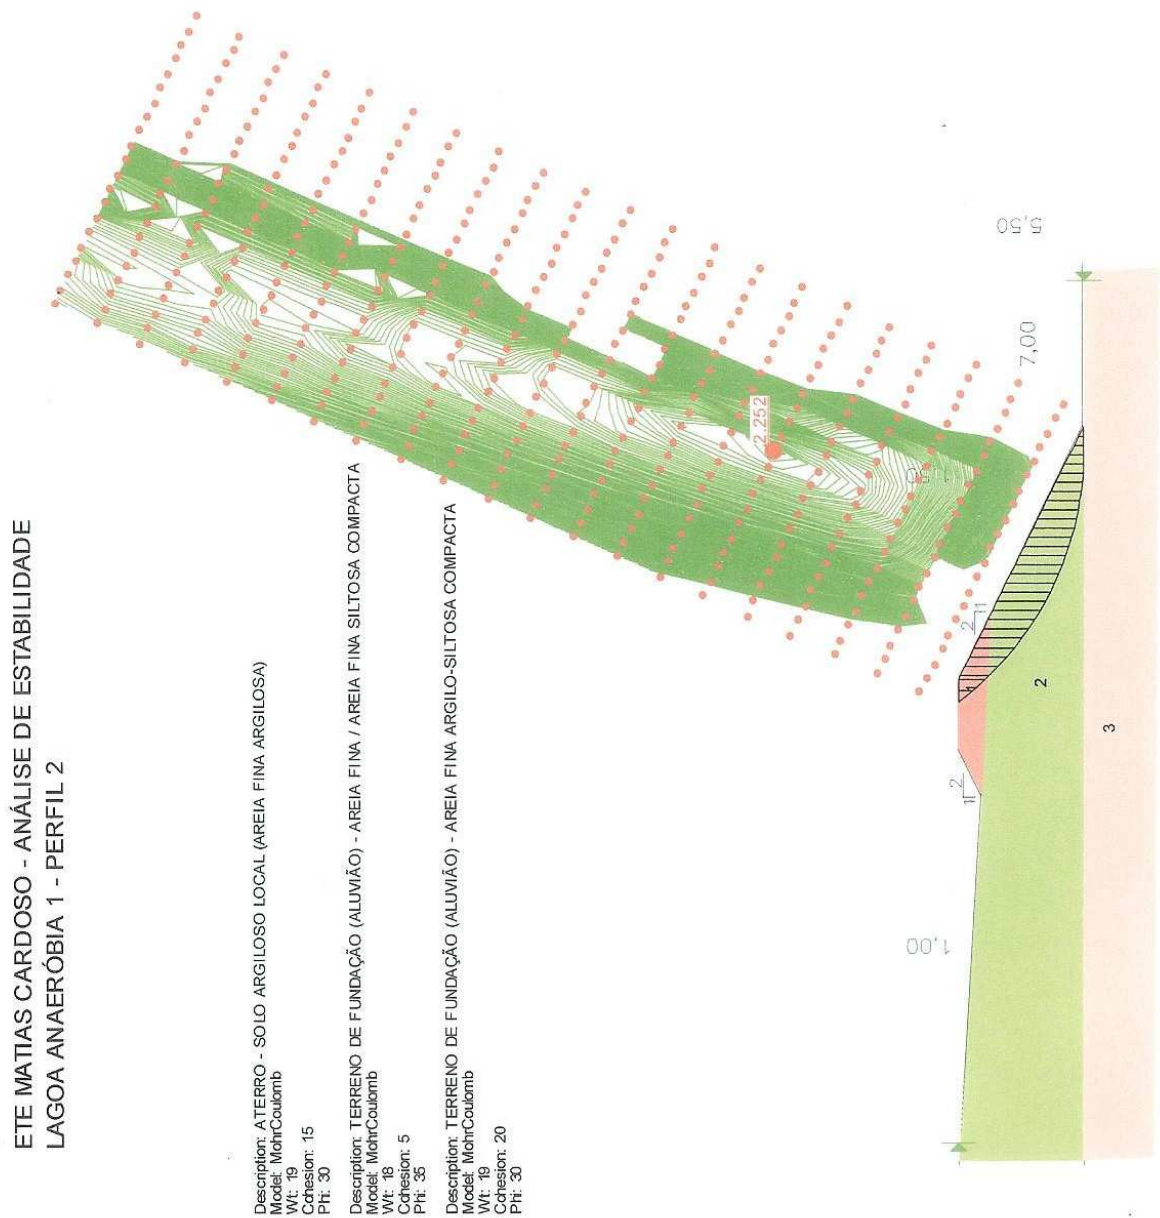 ETE MATIAS CARDOSO - ANÁLISE DE ESTABILIDADE
LAGOA ANAERÓBIA 1 - PERFIL 2
Description: ATERRO - SOLO ARGILOSO LOCAL (AREIA FINA ARGILOSA)
Model: MohrCoulomb
Wt: 19
Cohesion: 15
Phi: 30
Description: TERRENO DE FUNDAÇÃO (ALUVIÃO) - AREIA FINA / AREIA FINA SILTOSA COMPACTA
Model: MohrCoulomb
Wt: 18
Cohesion: 5
Phi: 35
Description: TERRENO DE FUNDAÇÃO (ALUVIÃO) - AREIA FINA ARGILO-SILTOSA COMPACTA
Model: MohrCoulomb
Wt: 19
Cohesion: 20
Phi: 30
2.252
1,50
5,50
7,00
1,00
2
1
2
1
1
2
3